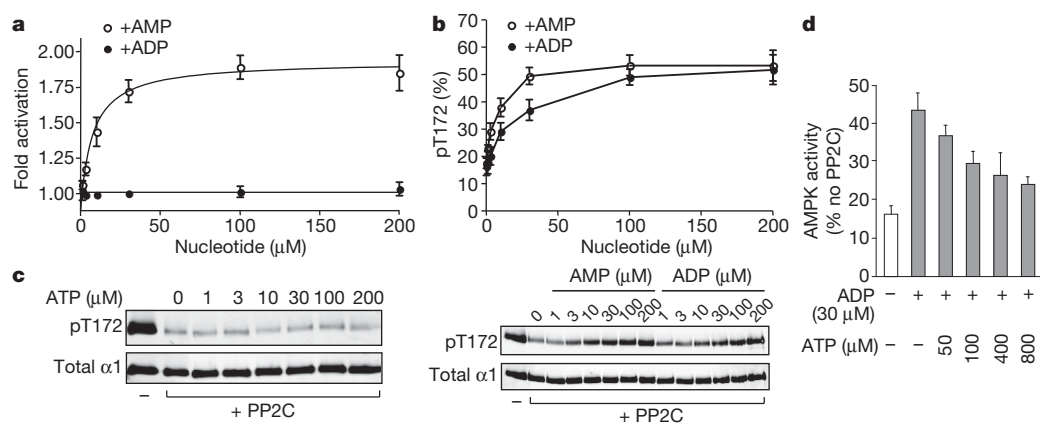 a
+AMP
+ADP
Fold activation
2.00
1.75
1.50
1.25
1.00
0 50 100 150 200
Nucleotide (µM)
b
+AMP
+ADP
pT172 (%)
70
60
50
40
30
20
10
0
0 50 100 150 200
Nucleotide (µM)
c
ATP (µM) 0 1 3 10 30 100 200
pT172
Total α1
–
+ PP2C
AMP (µM) ADP (µM)
0 1 3 10 30 100 200 1 3 10 30 100 200
pT172
Total α1
–
+ PP2C
d
AMPK activity
(% no PP2C)
50
40
30
20
10
0
ADP – + + + + +
(30 µM)
ATP (µM) – – 50 100 400 800